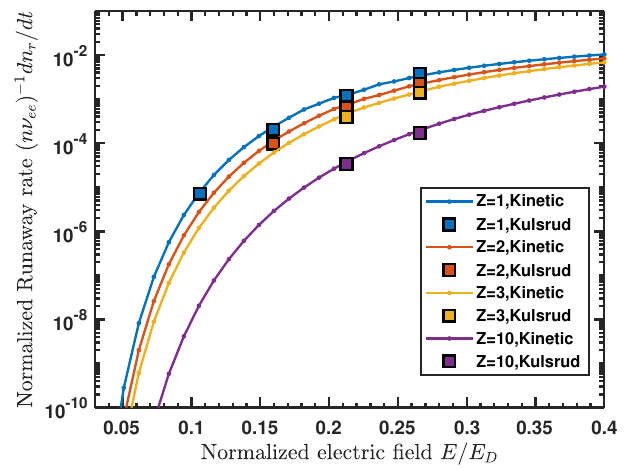 Normalized Runaway rate $(n\nu_{ee})^{-1}dn_r/dt$
10^{-2}
10^{-4}
10^{-6}
10^{-8}
10^{-10}
Z=1,Kinetic
Z=1,Kulsrud
Z=2,Kinetic
Z=2,Kulsrud
Z=3,Kinetic
Z=3,Kulsrud
Z=10,Kinetic
Z=10,Kulsrud
0.05 0.1 0.15 0.2 0.25 0.3 0.35 0.4
Normalized electric field $E/E_D$